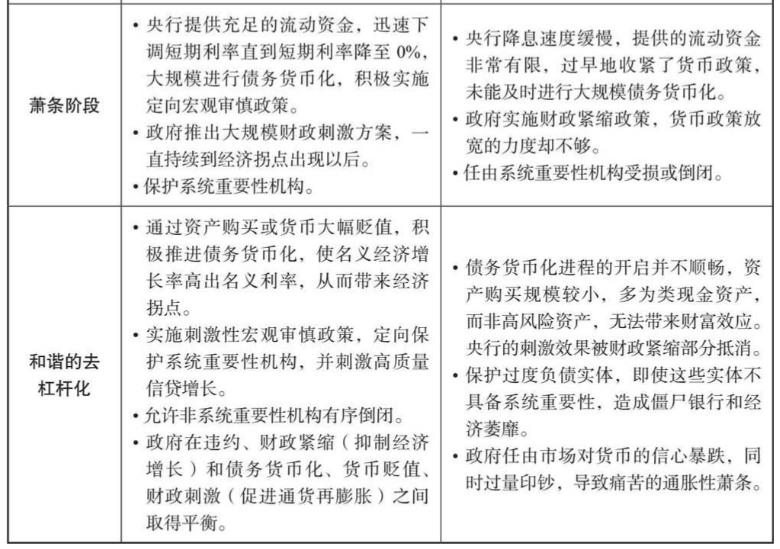 萧条阶段
• 央行提供充足的流动资金，迅速下
调短期利率直到短期利率降至 0%，
大规模进行债务货币化，积极实施
定向宏观审慎政策。
• 政府推出大规模财政刺激方案，一
直持续到经济拐点出现以后。
• 保护系统重要性机构。
• 央行降息速度缓慢，提供的流动资金
非常有限，过早地收紧了货币政策，
未能及时进行大规模债务货币化。
• 政府实施财政紧缩政策，货币政策放
宽的力度却不够。
• 任由系统重要性机构受损或倒闭。
和谐的去
杠杆化
• 通过资产购买或货币大幅贬值，积
极推进债务货币化，使名义经济增
长率高出名义利率，从而带来经济
拐点。
• 实施刺激性宏观审慎政策，定向保
护系统重要性机构，并刺激高质量
信贷增长。
• 允许非系统重要性机构有序倒闭。
• 政府在违约、财政紧缩（抑制经济
增长）和债务货币化、货币贬值、
财政刺激（促进通货再膨胀）之间
取得平衡。
• 债务货币化进程的开启并不顺畅，资
产购买规模较小，多为类现金资产，
而非高风险资产，无法带来财富效应。
央行的刺激效果被财政紧缩部分抵消。
• 保护过度负债实体，即使这些实体不
具备系统重要性，造成僵尸银行和经
济萎靡。
• 政府任由市场对货币的信心暴跌，同
时过量印钞，导致痛苦的通胀性萧条。